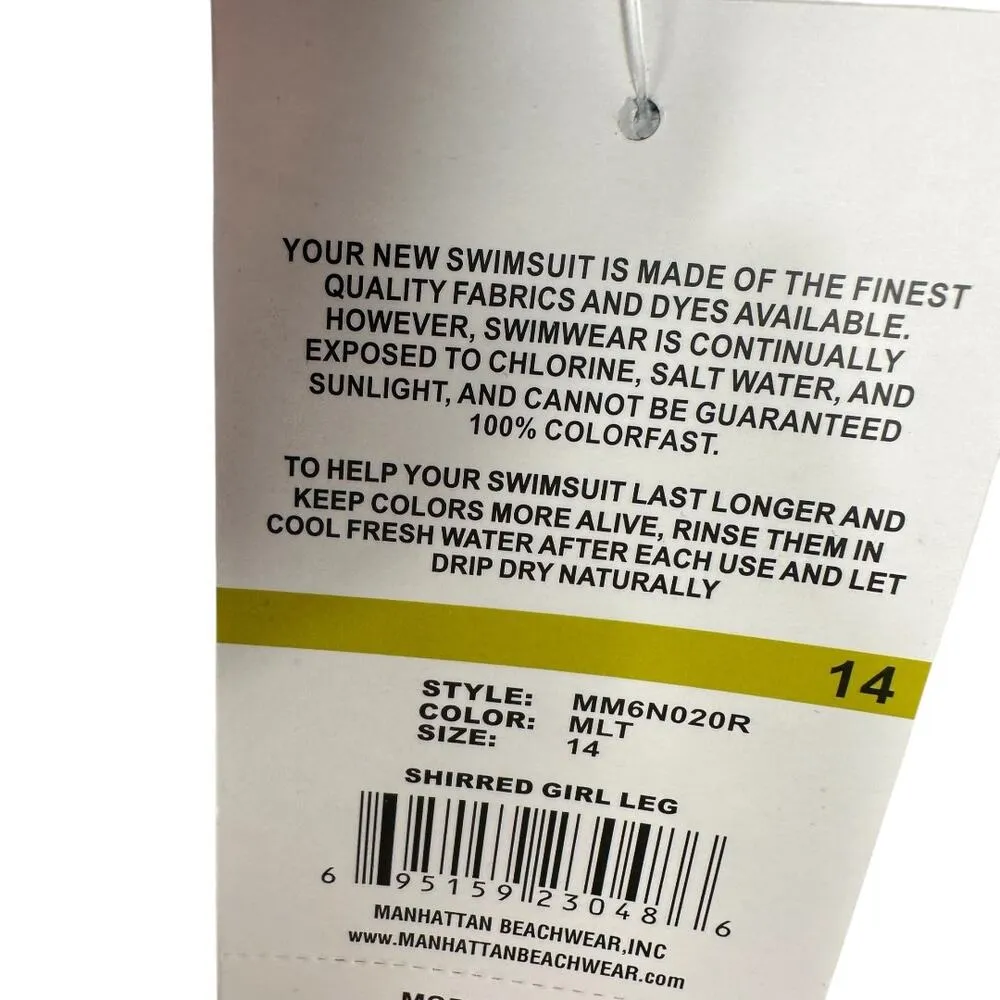 YOUR NEW SWIMSUIT IS MADE OF THE FINEST
QUALITY FABRICS AND DYES AVAILABLE.
HOWEVER, SWIMWEAR IS CONTINUALLY
EXPOSED TO CHLORINE, SALT WATER, AND
SUNLIGHT, AND CANNOT BE GUARANTEED
100% COLORFAST.
TO HELP YOUR SWIMSUIT LAST LONGER AND
KEEP COLORS MORE ALIVE, RINSE THEM IN
COOL FRESH WATER AFTER EACH USE AND LET
DRIP DRY NATURALLY
14
STYLE: MM6N020R
COLOR: MLT
SIZE: 14
SHIRRED GIRL LEG
6 95159 23048 6
MANHATTAN BEACHWEAR,INC
www.MANHATTANBEACHWEAR.com